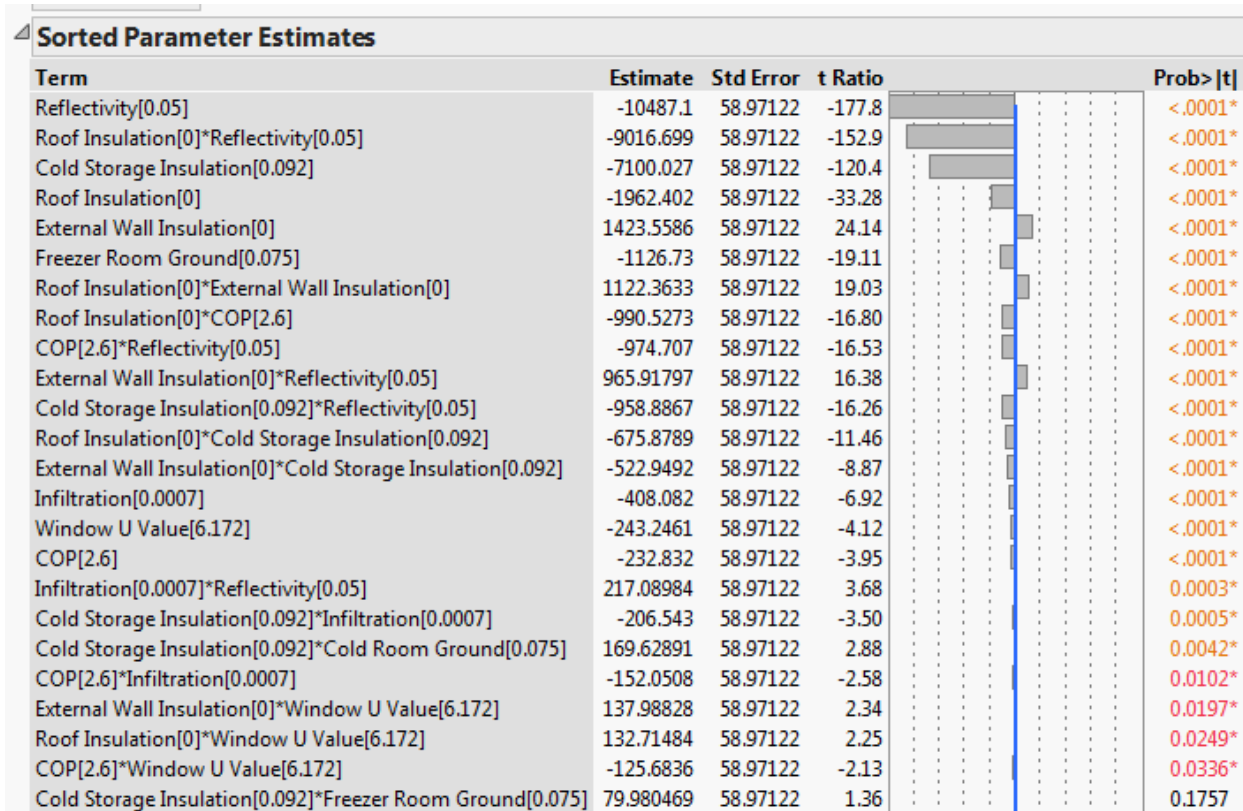 Sorted Parameter Estimates
Term Estimate Std Error t Ratio Prob>|t|
Reflectivity[0.05] -10487.1 58.97122 -177.8 <.0001*
Roof Insulation[0]*Reflectivity[0.05] -9016.699 58.97122 -152.9 <.0001*
Cold Storage Insulation[0.092] -7100.027 58.97122 -120.4 <.0001*
Roof Insulation[0] -1962.402 58.97122 -33.28 <.0001*
External Wall Insulation[0] 1423.5586 58.97122 24.14 <.0001*
Freezer Room Ground[0.075] -1126.73 58.97122 -19.11 <.0001*
Roof Insulation[0]*External Wall Insulation[0] 1122.3633 58.97122 19.03 <.0001*
Roof Insulation[0]*COP[2.6] -990.5273 58.97122 -16.80 <.0001*
COP[2.6]*Reflectivity[0.05] -974.707 58.97122 -16.53 <.0001*
External Wall Insulation[0]*Reflectivity[0.05] 965.91797 58.97122 16.38 <.0001*
Cold Storage Insulation[0.092]*Reflectivity[0.05] -958.8867 58.97122 -16.26 <.0001*
Roof Insulation[0]*Cold Storage Insulation[0.092] -675.8789 58.97122 -11.46 <.0001*
External Wall Insulation[0]*Cold Storage Insulation[0.092] -522.9492 58.97122 -8.87 <.0001*
Infiltration[0.0007] -408.082 58.97122 -6.92 <.0001*
Window U Value[6.172] -243.2461 58.97122 -4.12 <.0001*
COP[2.6] -232.832 58.97122 -3.95 <.0001*
Infiltration[0.0007]*Reflectivity[0.05] 217.08984 58.97122 3.68 0.0003*
Cold Storage Insulation[0.092]*Infiltration[0.0007] -206.543 58.97122 -3.50 0.0005*
Cold Storage Insulation[0.092]*Cold Room Ground[0.075] 169.62891 58.97122 2.88 0.0042*
COP[2.6]*Infiltration[0.0007] -152.0508 58.97122 -2.58 0.0102*
External Wall Insulation[0]*Window U Value[6.172] 137.98828 58.97122 2.34 0.0197*
Roof Insulation[0]*Window U Value[6.172] 132.71484 58.97122 2.25 0.0249*
COP[2.6]*Window U Value[6.172] -125.6836 58.97122 -2.13 0.0336*
Cold Storage Insulation[0.092]*Freezer Room Ground[0.075] 79.980469 58.97122 1.36 0.1757